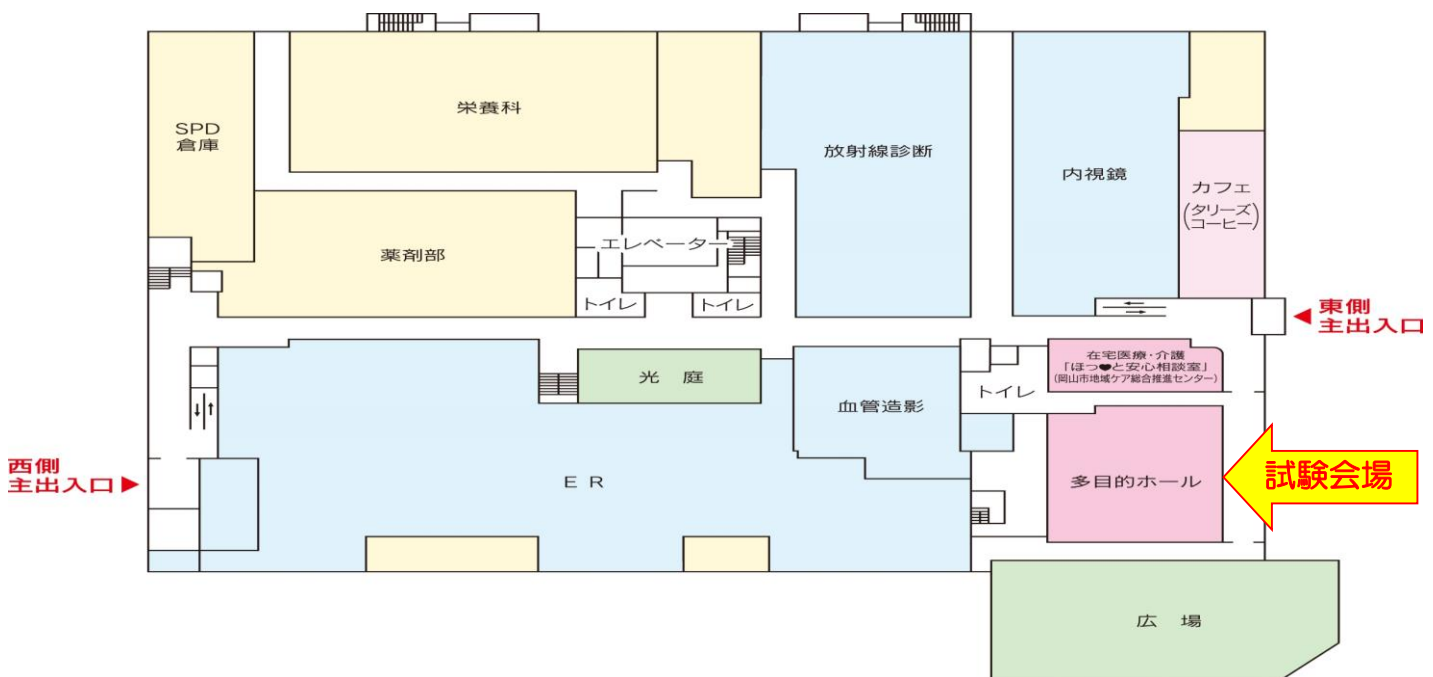 栄養科
SPD
倉庫
放射線診断
内視鏡
カフェ
(タリーズ
コーヒー)
薬剤部
エレベーター
トイレ
トイレ
東側
主出入口
在宅医療・介護
「ほっ♥と安心相談室」
(岡山市地域ケア総合推進センター)
光 庭
トイレ
血管造影
西側
主出入口
E R
多目的ホール
試験会場
広 場